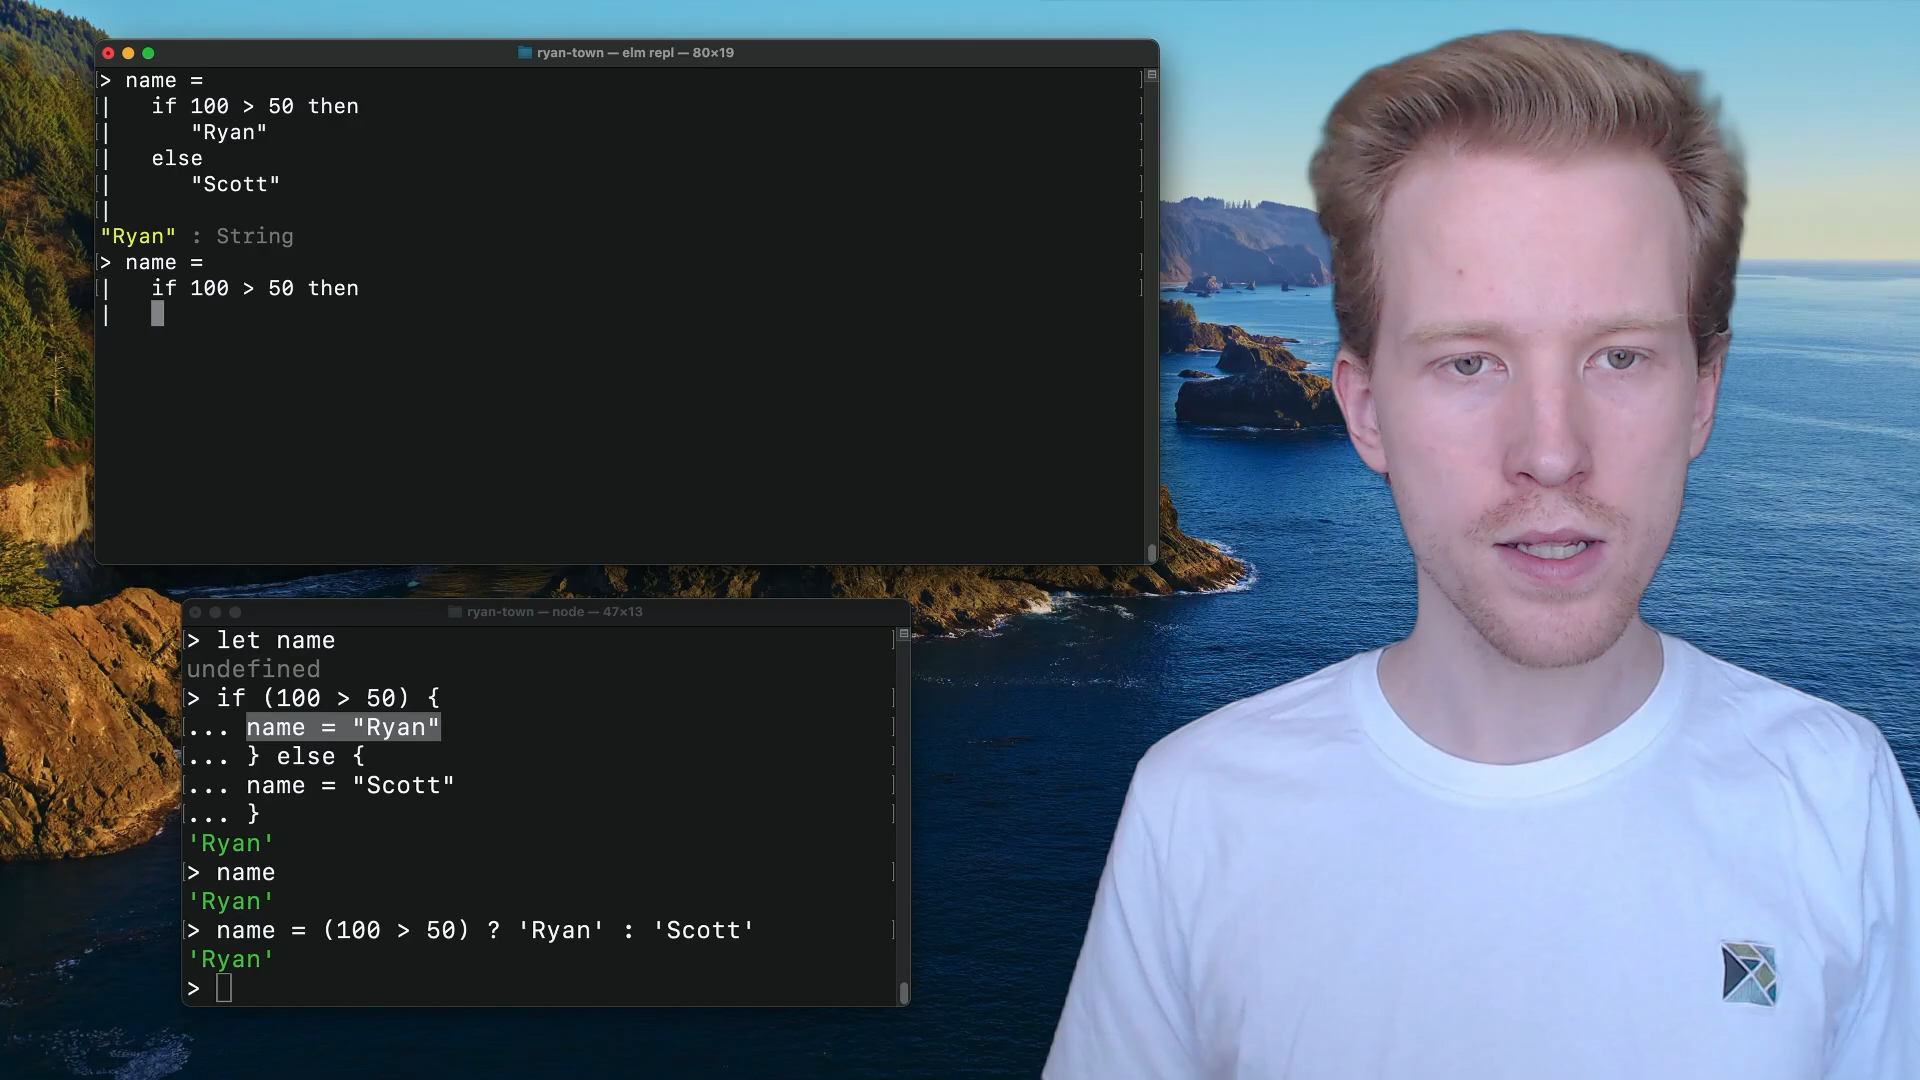 ryan-town — elm repl — 80×19
> name =
|   if 100 > 50 then
|      "Ryan"
|   else
|      "Scott"
|
"Ryan" : String
> name =
|   if 100 > 50 then
|
ryan-town — node — 47×13
> let name
undefined
> if (100 > 50) {
... name = "Ryan"
... } else {
... name = "Scott"
... }
'Ryan'
> name
'Ryan'
> name = (100 > 50) ? 'Ryan' : 'Scott'
'Ryan'
>